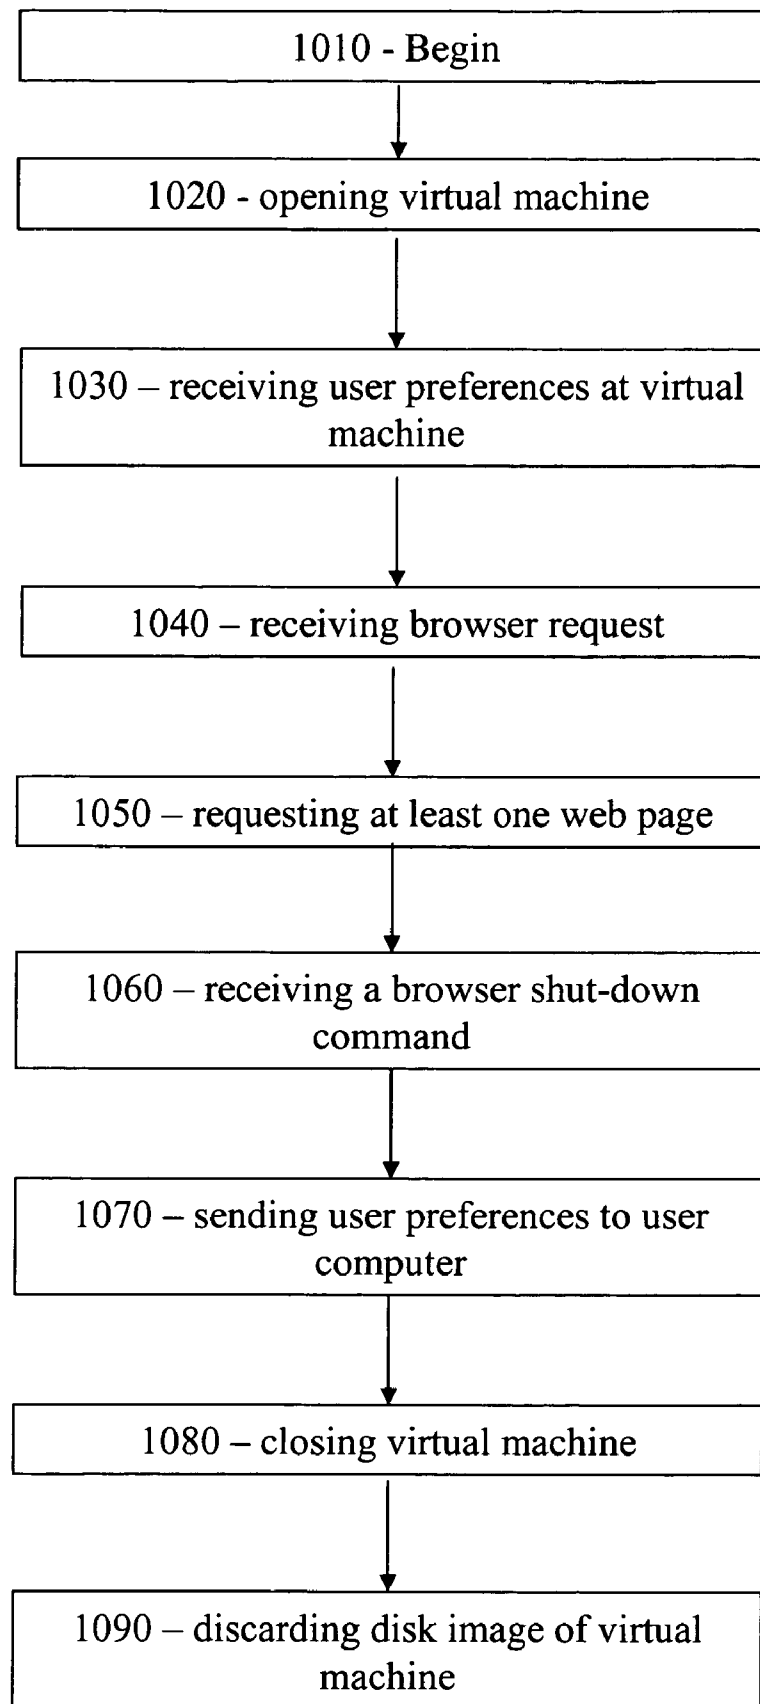 1010 - Begin
1020 - opening virtual machine
1030 – receiving user preferences at virtual
machine
1040 – receiving browser request
1050 – requesting at least one web page
1060 – receiving a browser shut-down
command
1070 – sending user preferences to user
computer
1080 – closing virtual machine
1090 – discarding disk image of virtual
machine